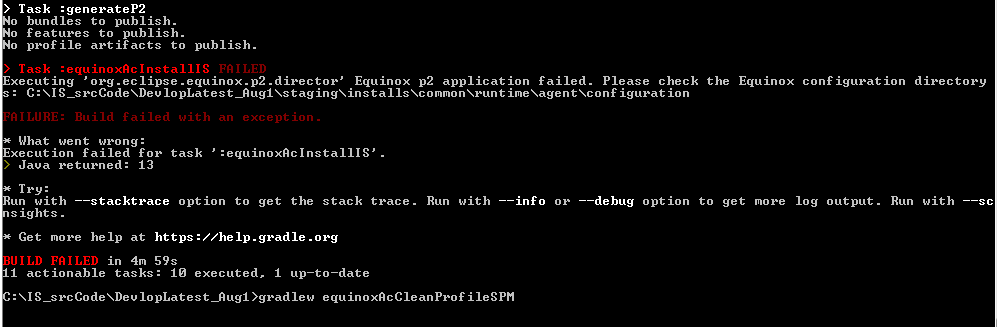 > Task :generateP2
No bundles to publish.
No features to publish.
No profile artifacts to publish.
> Task :equinoxAcInstallIS FAILED
Executing 'org.eclipse.equinox.p2.director' Equinox p2 application failed. Please check the Equinox configuration directory
s: C:\IS_srcCode\DevlopLatest_Aug1\staging\installs\common\runtime\agent\configuration
FAILURE: Build failed with an exception.
* What went wrong:
Execution failed for task ':equinoxAcInstallIS'.
> Java returned: 13
* Try:
Run with --stacktrace option to get the stack trace. Run with --info or --debug option to get more log output. Run with --sc
nsights.
* Get more help at https://help.gradle.org
BUILD FAILED in 4m 59s
11 actionable tasks: 10 executed, 1 up-to-date
C:\IS_srcCode\DevlopLatest_Aug1>gradlew equinoxAcCleanProfileSPM